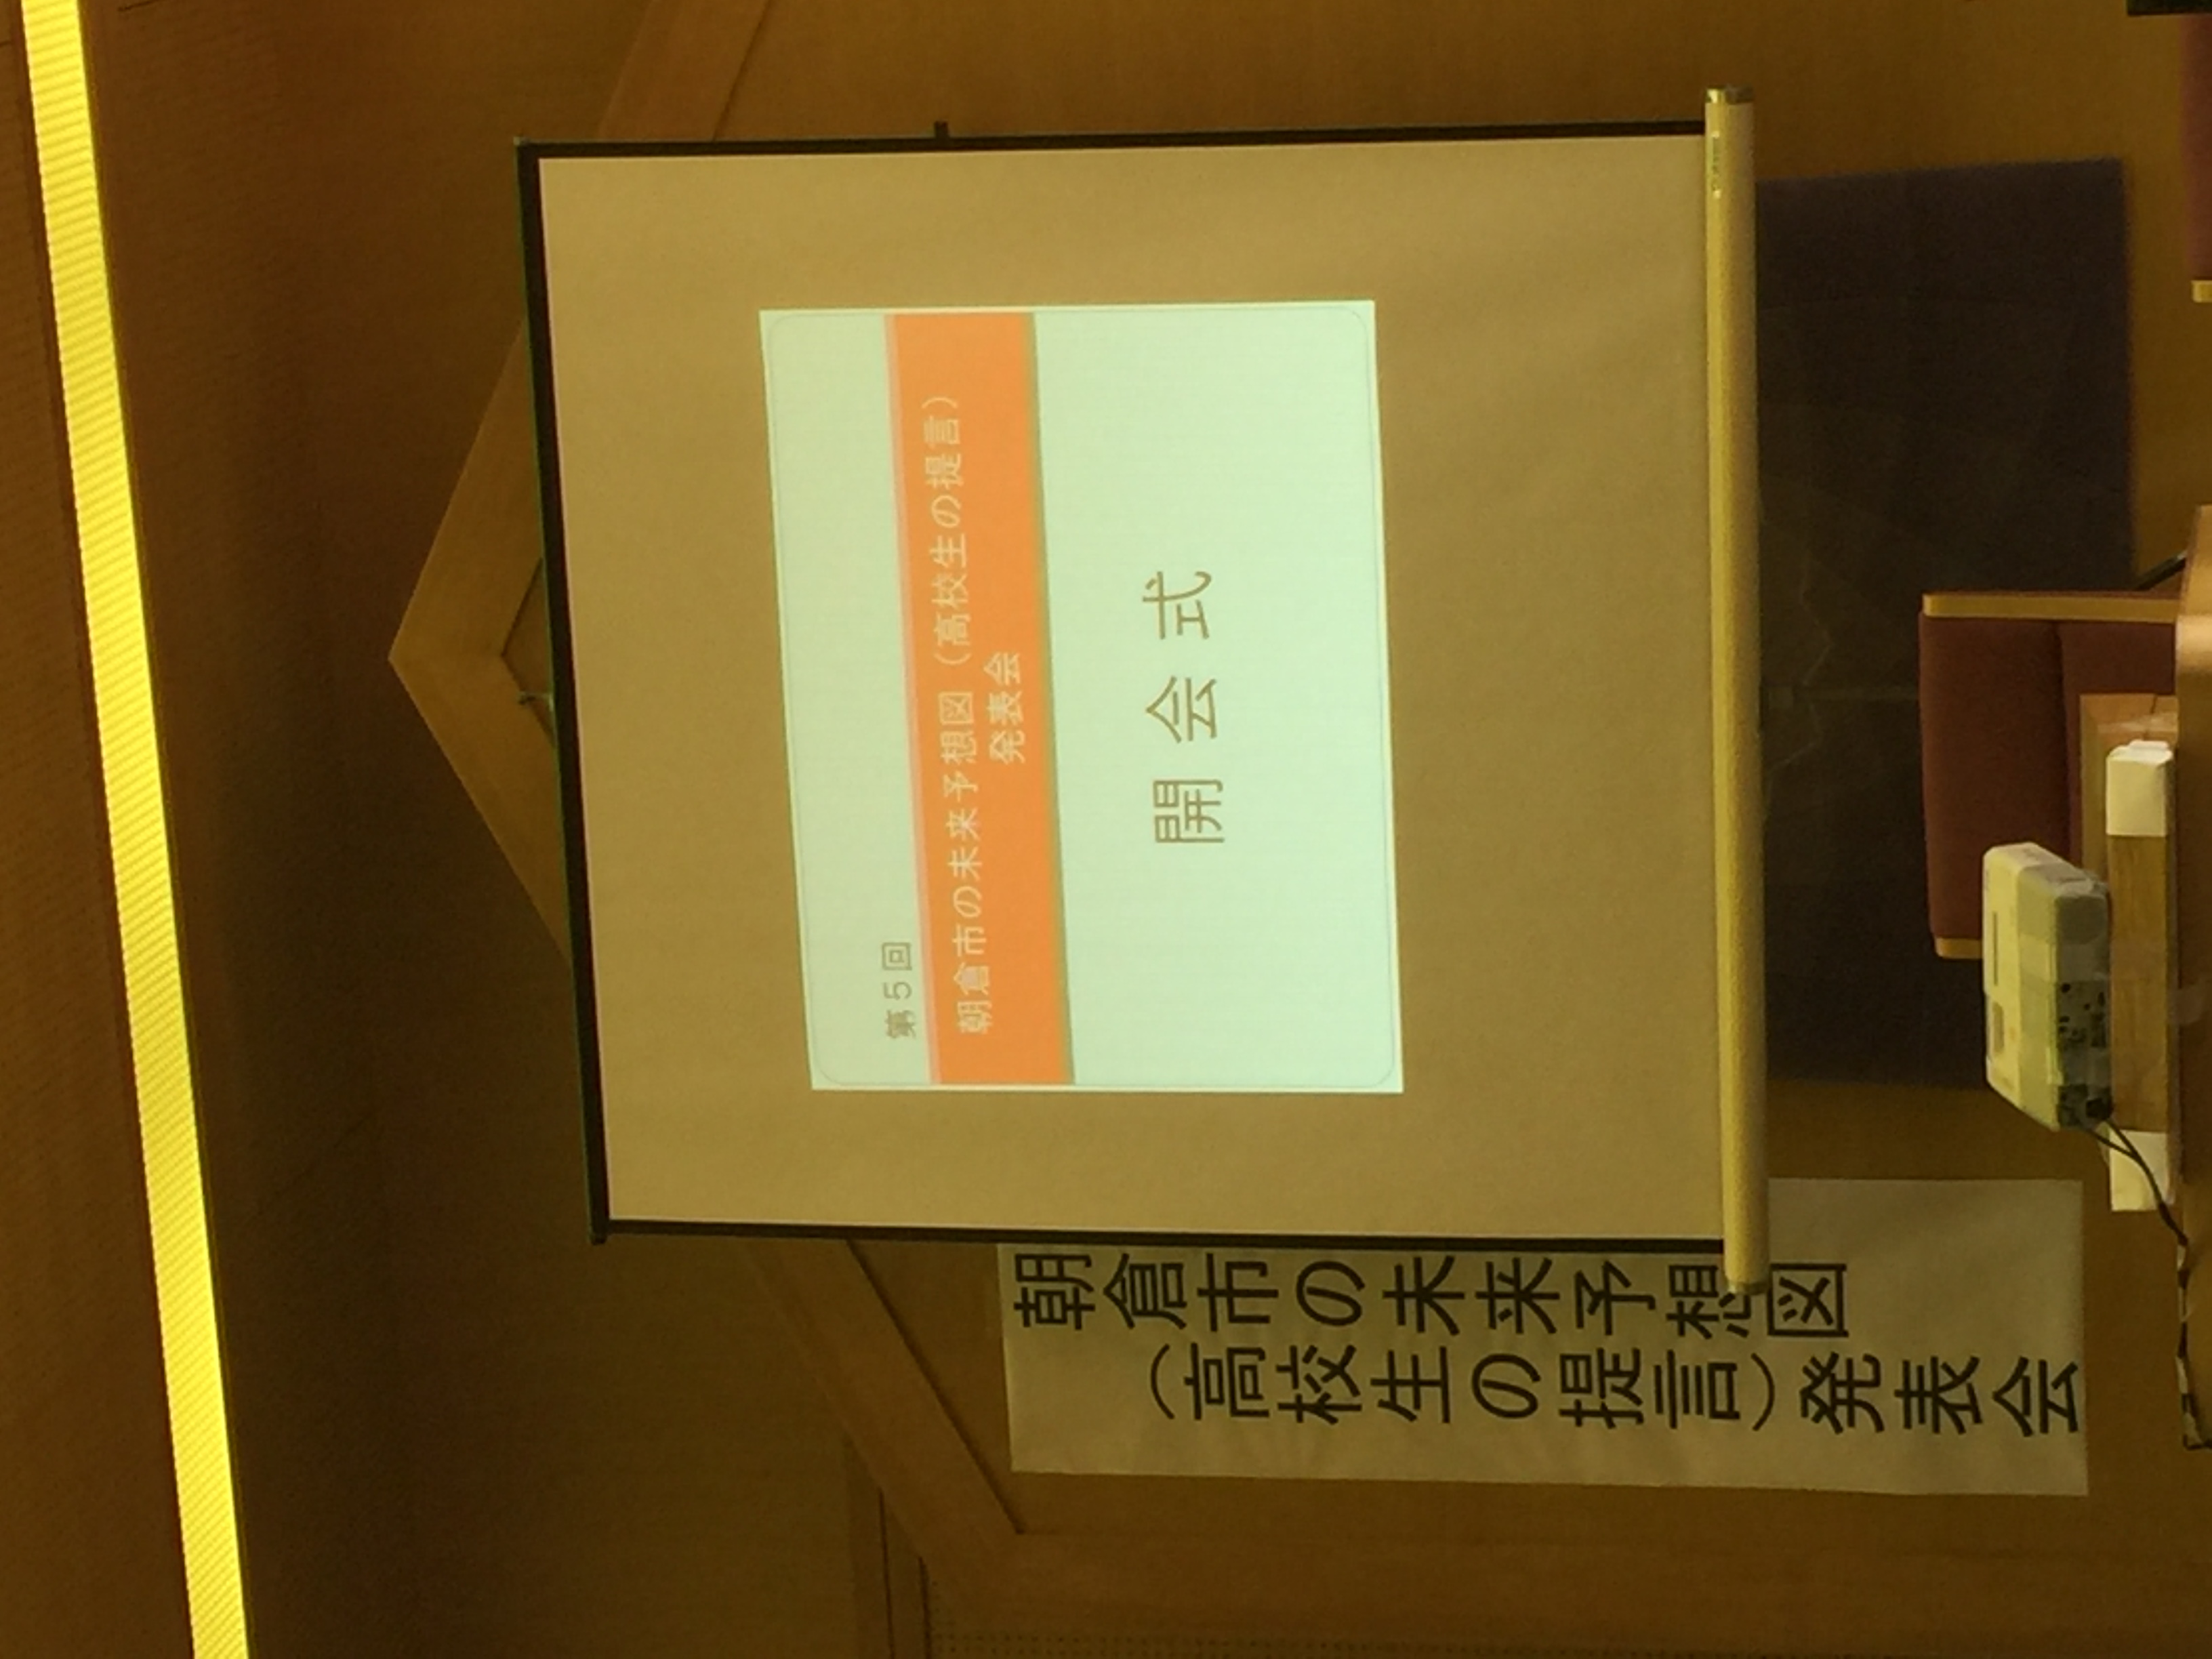 第５回
朝倉市の未来予想図（高校生の提言）
発表会
開会式
朝倉市の未来予想図
（高校生の提言）発表会